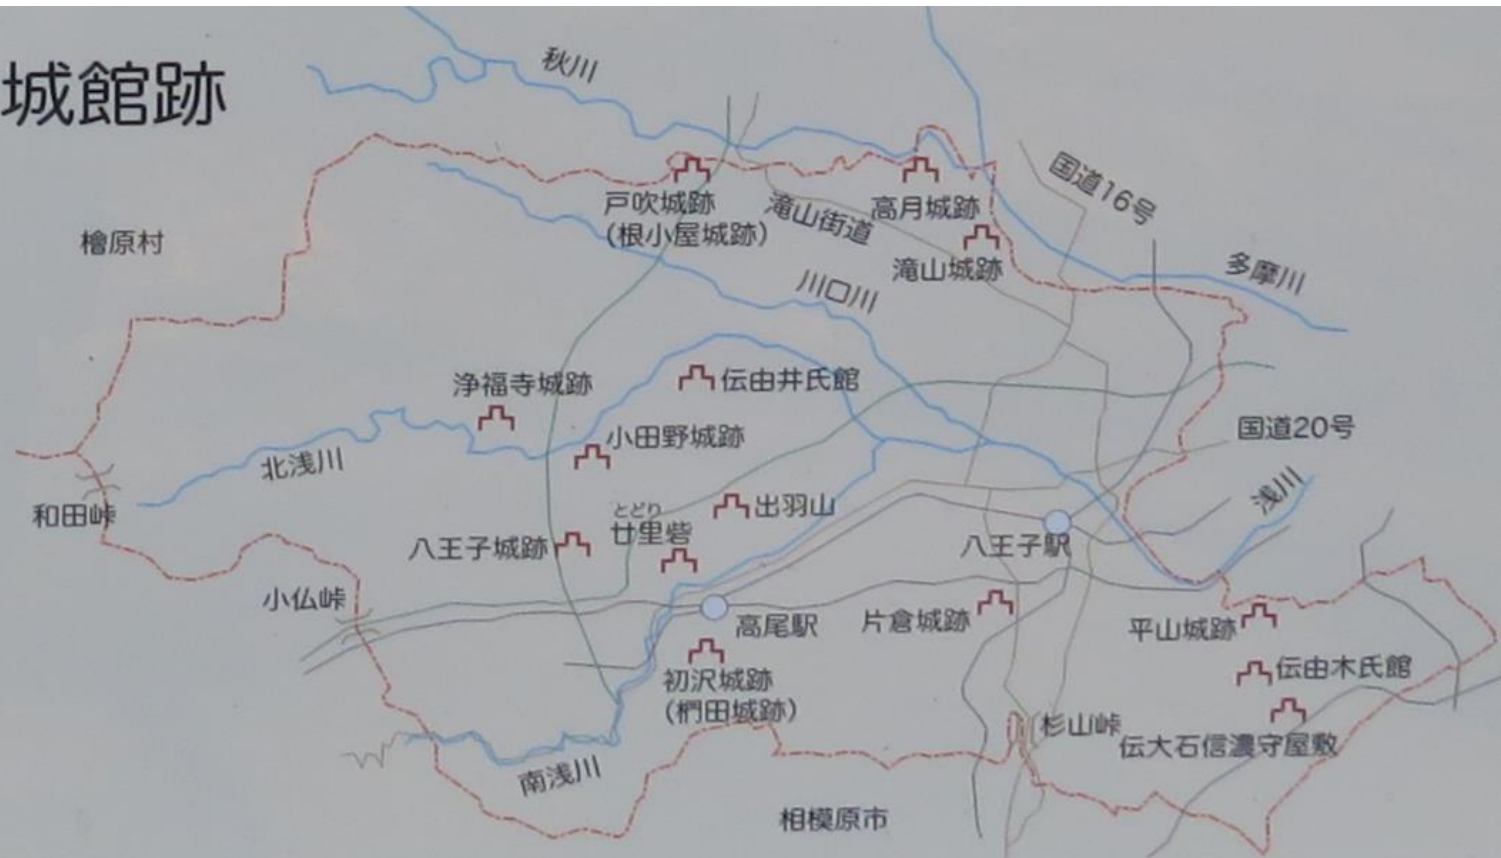 城館跡
秋川
国道16号
戸吹城跡
(根小屋城跡)
滝山街道
高月城跡
滝山城跡
檜原村
多摩川
川口川
浄福寺城跡
伝由井氏館
小田野城跡
国道20号
北浅川
浅川
和田峠
出羽山
とどり
廿里砦
八王子城跡
八王子駅
小仏峠
高尾駅
片倉城跡
平山城跡
初沢城跡
(椚田城跡)
伝由木氏館
杉山峠
伝大石信濃守屋敷
南浅川
相模原市